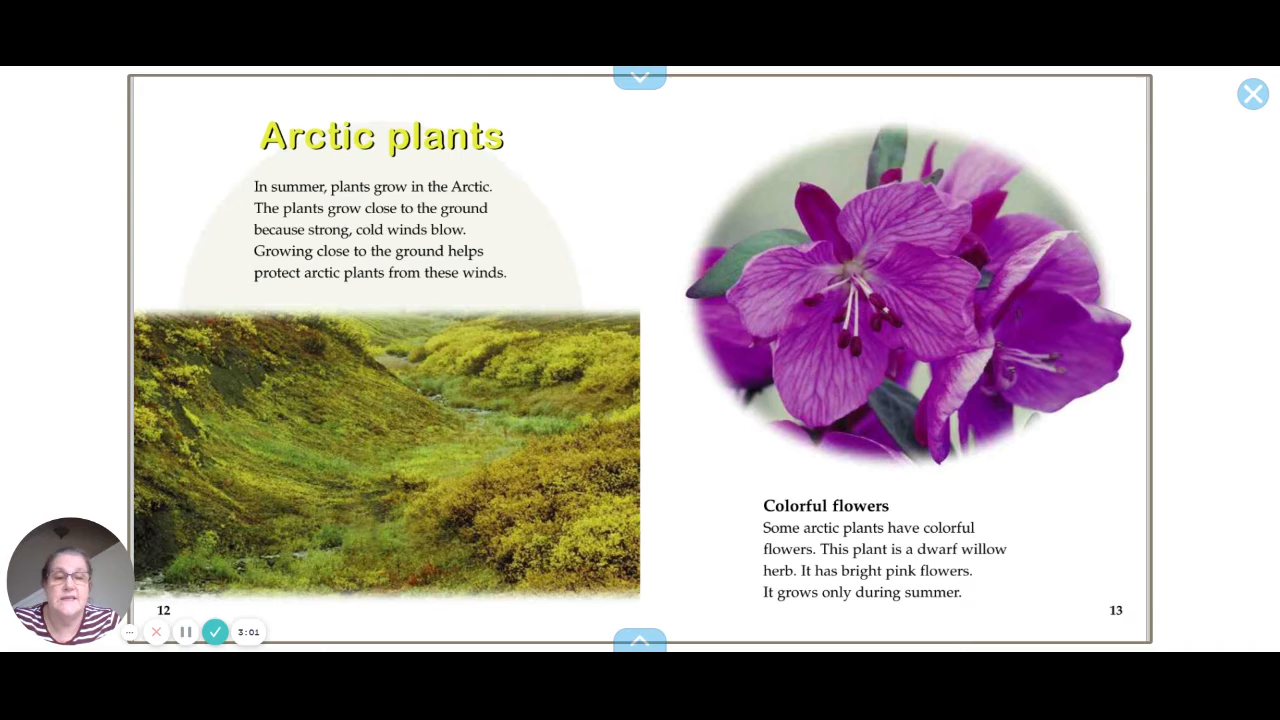 Arctic plants
In summer, plants grow in the Arctic.
The plants grow close to the ground
because strong, cold winds blow.
Growing close to the ground helps
protect arctic plants from these winds.
Colorful flowers
Some arctic plants have colorful
flowers. This plant is a dwarf willow
herb. It has bright pink flowers.
It grows only during summer.
12
13
3:01